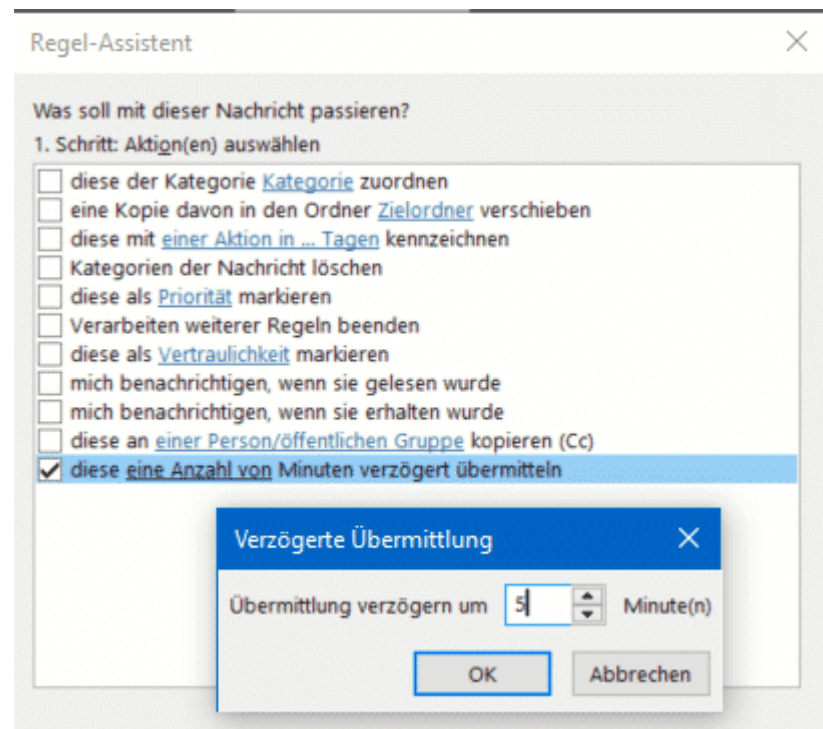 Regel-Assistent
Was soll mit dieser Nachricht passieren?
1. Schritt: Aktion(en) auswählen
diese der Kategorie Kategorie zuordnen
eine Kopie davon in den Ordner Zielordner verschieben
diese mit einer Aktion in ... Tagen kennzeichnen
Kategorien der Nachricht löschen
diese als Priorität markieren
Verarbeiten weiterer Regeln beenden
diese als Vertraulichkeit markieren
mich benachrichtigen, wenn sie gelesen wurde
mich benachrichtigen, wenn sie erhalten wurde
diese an einer Person/öffentlichen Gruppe kopieren (Cc)
diese eine Anzahl von Minuten verzögert übermitteln
Verzögerte Übermittlung
Übermittlung verzögern um 5 Minute(n)
OK Abbrechen